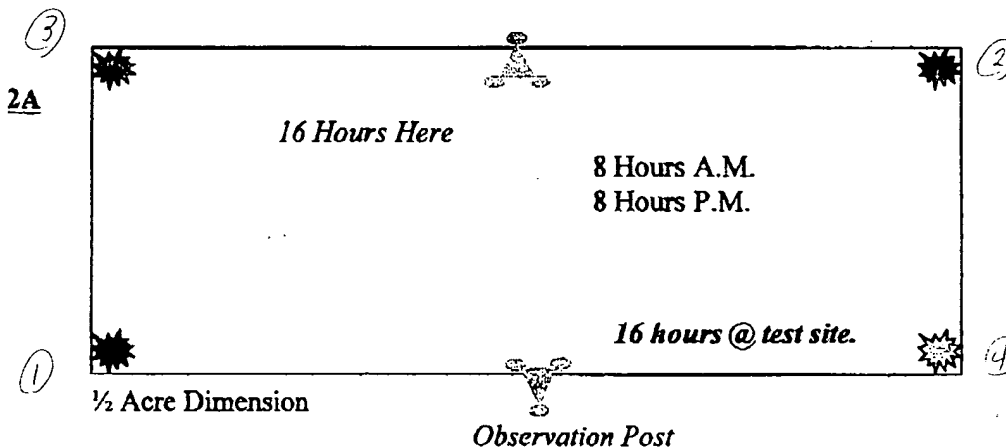 3
2
2A
16 Hours Here
8 Hours A.M.
8 Hours P.M.
16 hours @ test site.
1
4
½ Acre Dimension
Observation Post